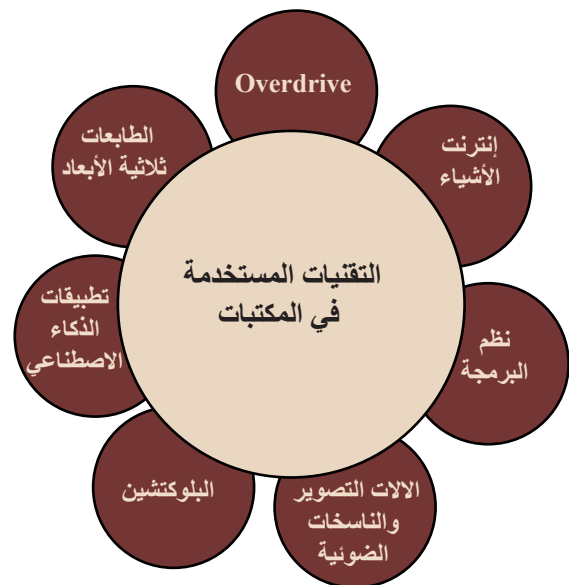 Overdrive
إنترنت
الأشياء
نظم
البرمجة
الالات التصوير
والناسخات
الضوئية
البلوكتشين
تطبيقات
الذكاء
الاصطناعي
الطابعات
ثلاثية الأبعاد
التقنيات المستخدمة
في المكتبات